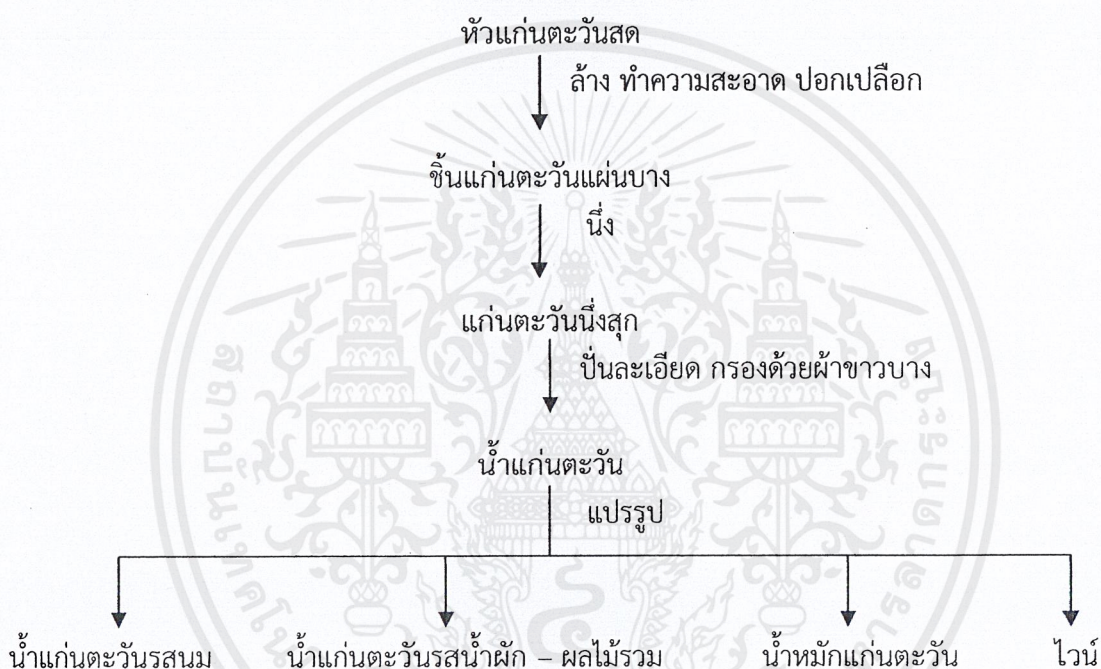 หัวแก่นตะวันสด
ล้าง ทำความสะอาด ปอกเปลือก
ชิ้นแก่นตะวันแผ่นบาง
นึ่ง
แก่นตะวันนึ่งสุก
ปั่นละเอียด กรองด้วยผ้าขาวบาง
น้ำแก่นตะวัน
แปรรูป
น้ำแก่นตะวันรสนม น้ำแก่นตะวันรสน้ำผัก – ผลไม้รวม น้ำหมักแก่นตะวัน ไวน์